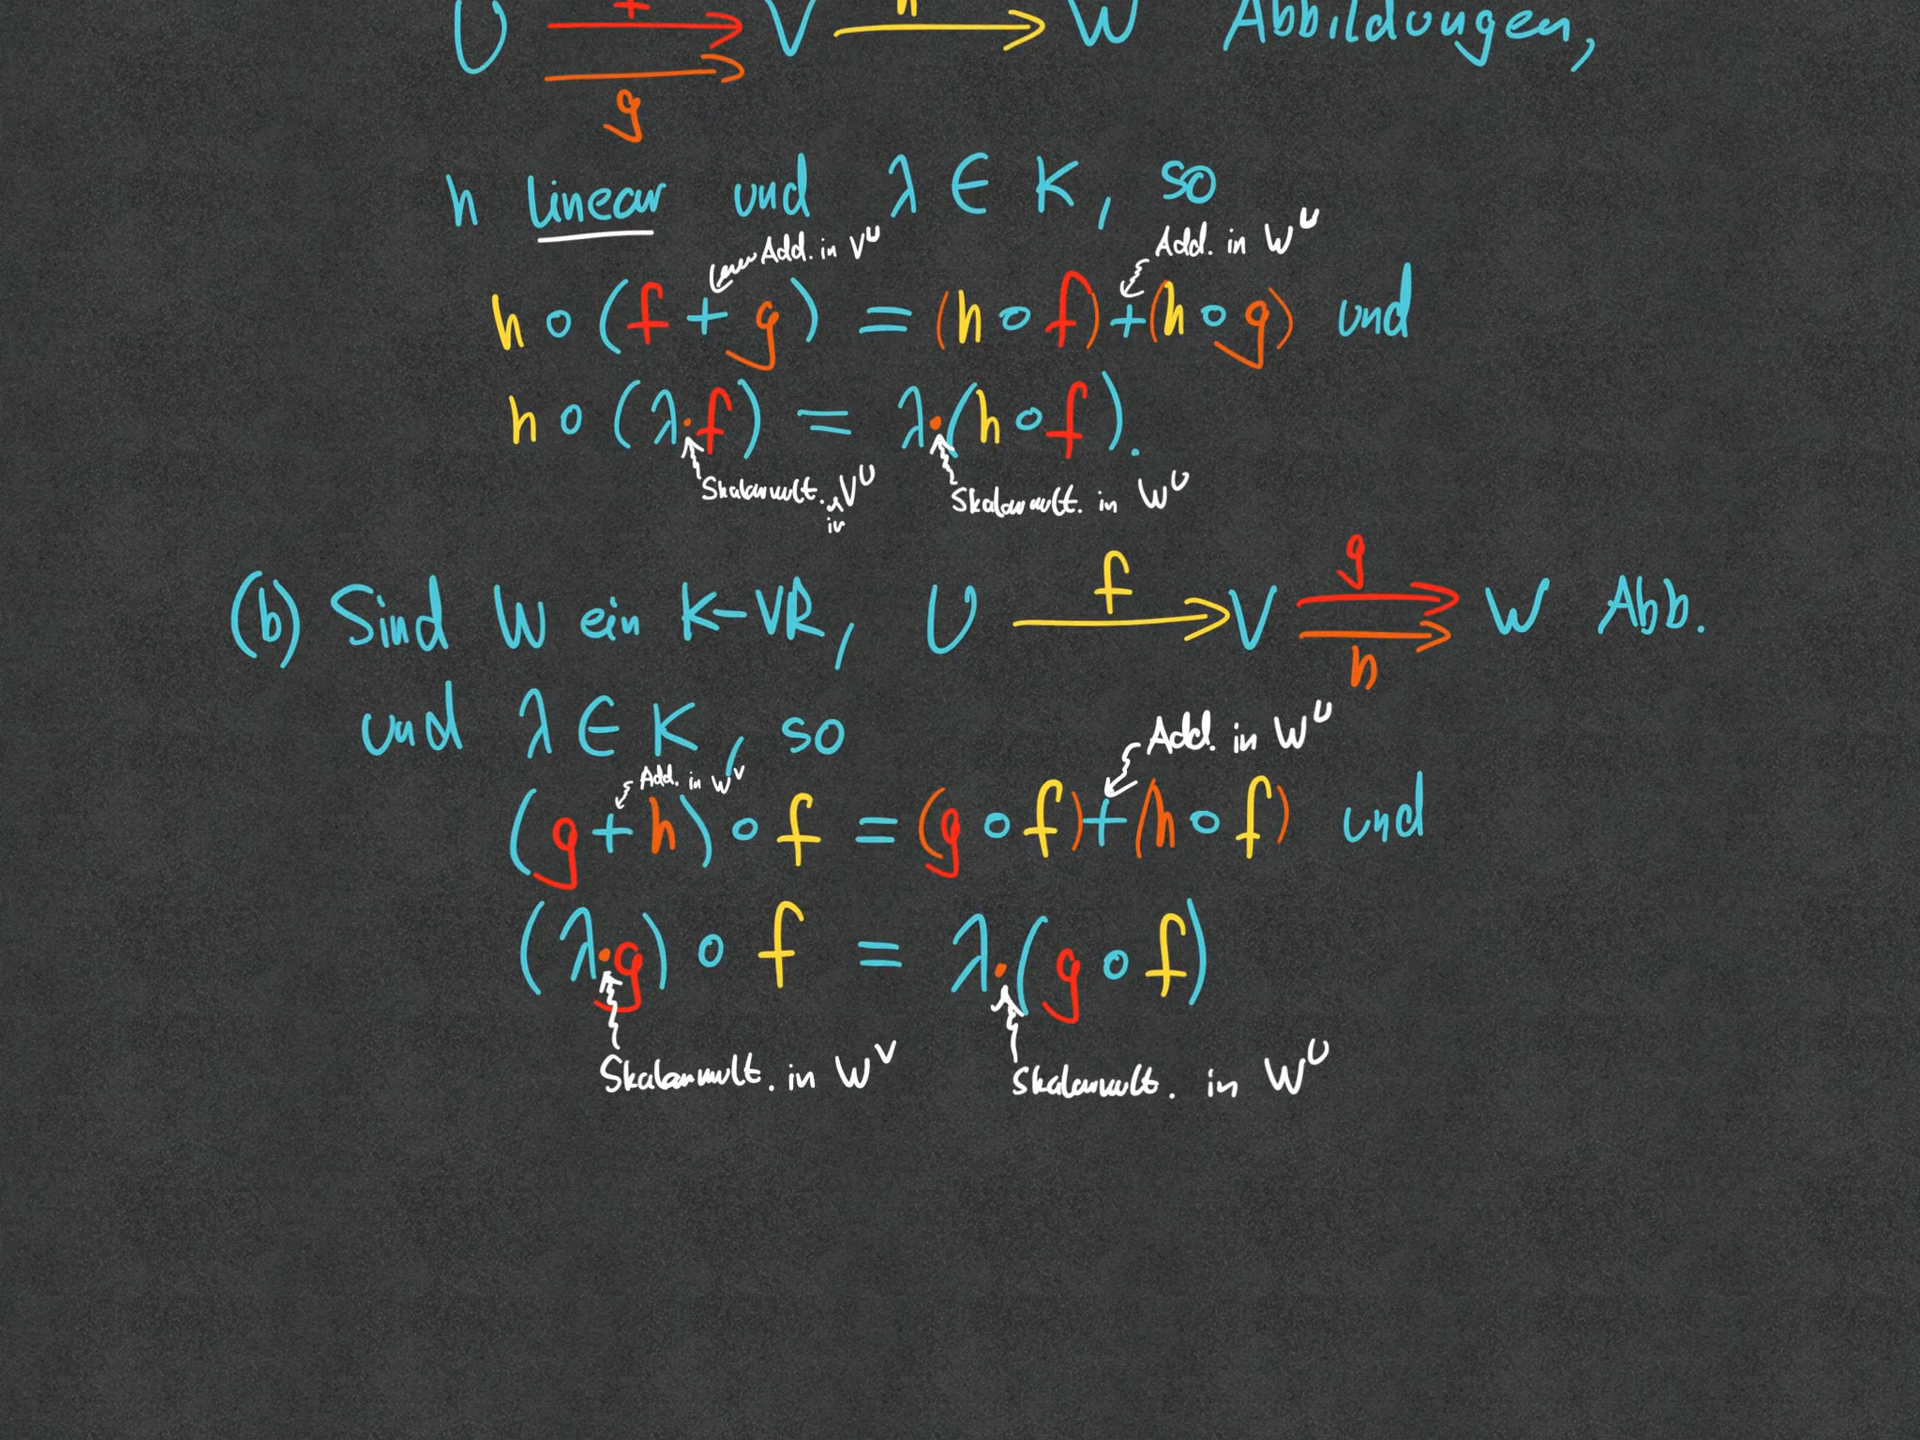 U f V h W Abbildungen,
g
h linear und λ ∈ K, so
Add. in V^U Add. in W^U
h ∘ (f + g) = (h ∘ f) + (h ∘ g) und
h ∘ (λ·f) = λ·(h ∘ f).
Skalarmult. in V^U Skalarmult. in W^U
(b) Sind W ein K-VR, U f V g h W Abb.
und λ ∈ K, so
Add. in W^V Add. in W^U
(g + h) ∘ f = (g ∘ f) + (h ∘ f) und
(λ·g) ∘ f = λ·(g ∘ f)
Skalarmult. in W^V Skalarmult. in W^U